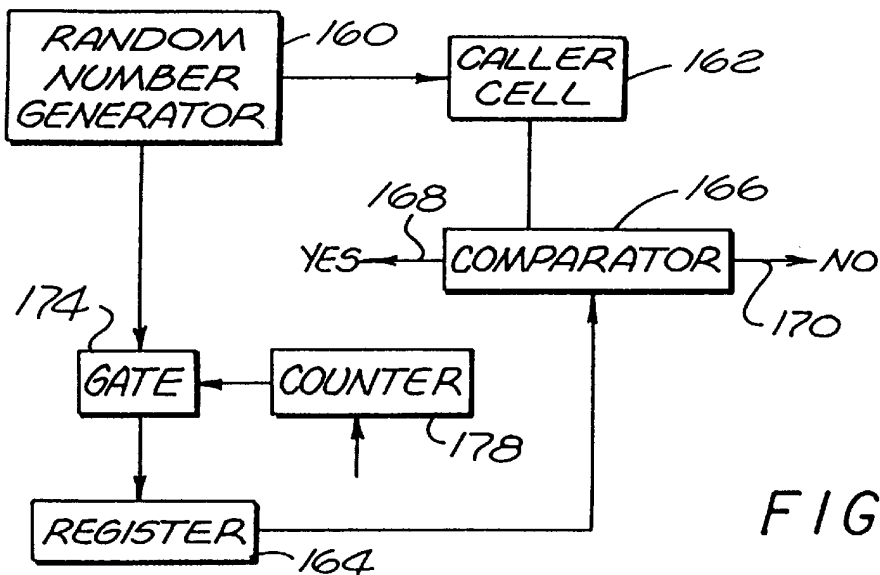 RANDOM
NUMBER
GENERATOR
160
CALLER
CELL
162
166
168
YES
COMPARATOR
NO
170
174
GATE
COUNTER
178
REGISTER
164
FIG